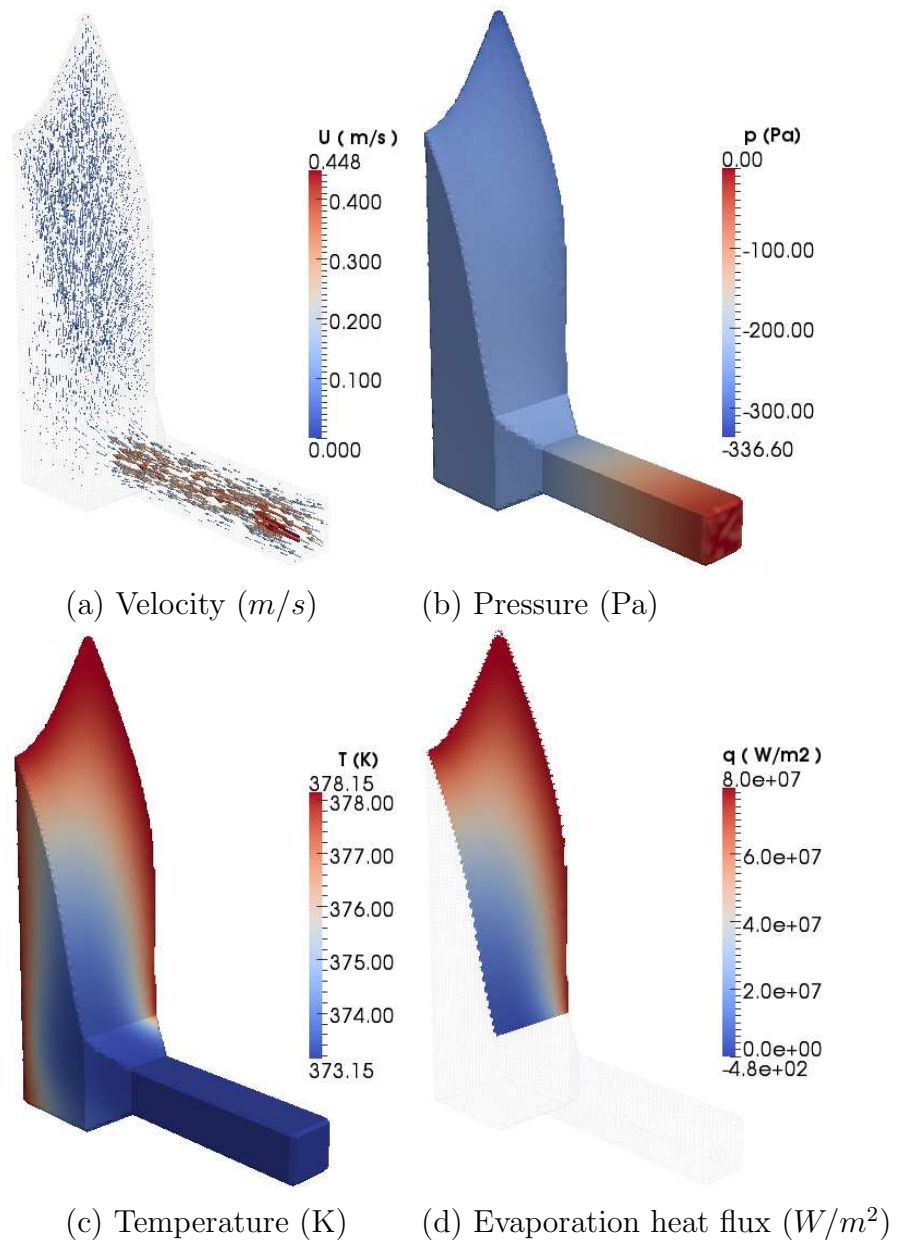 U ( m/s )
0.448
0.400
0.300
0.200
0.100
0.000
p (Pa)
0.00
-100.00
-200.00
-300.00
-336.60
(a) Velocity (m/s)
(b) Pressure (Pa)
T (K)
378.15
378.00
377.00
376.00
375.00
374.00
373.15
q ( W/m2 )
8.0e+07
6.0e+07
4.0e+07
2.0e+07
0.0e+00
-4.8e+02
(c) Temperature (K)
(d) Evaporation heat flux (W/m²)